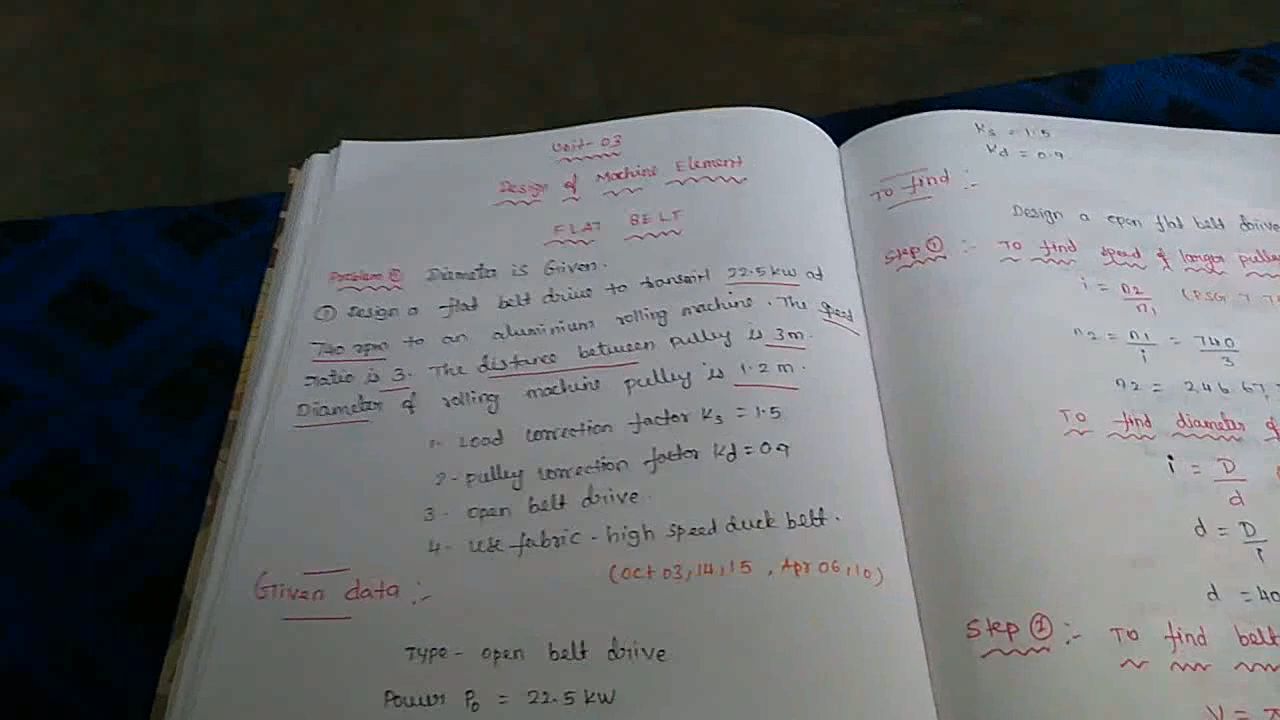 Unit-03
Design of Machine Element
FLAT BELT
Diameter is Given.
① Design a flat belt drive to transmit 22.5 kW at
740 rpm to an aluminium rolling machine. The speed
ratio is 3. The distance between pulley is 3m.
Diameter of rolling machine pulley is 1.2 m.
1. Load correction factor Ks = 1.5
2- pulley correction factor Kd = 0.9
3- open belt drive.
4- use fabric - high speed duck belt.
(Oct 03,14,15, Apr 06,10)
Given data :-
Type - open belt drive
Power P0 = 22.5 kW
Ks = 1.5
Kd = 0.9
To find :-
Design a open flat belt drive
Step ① :- To find speed of larger pulley
i = n2/n1
n2 = n1/i = 740/3
n2 = 246.67
To find diameter of
i = D/d
d = D/i
d = 40
Step ② :- To find belt
V =